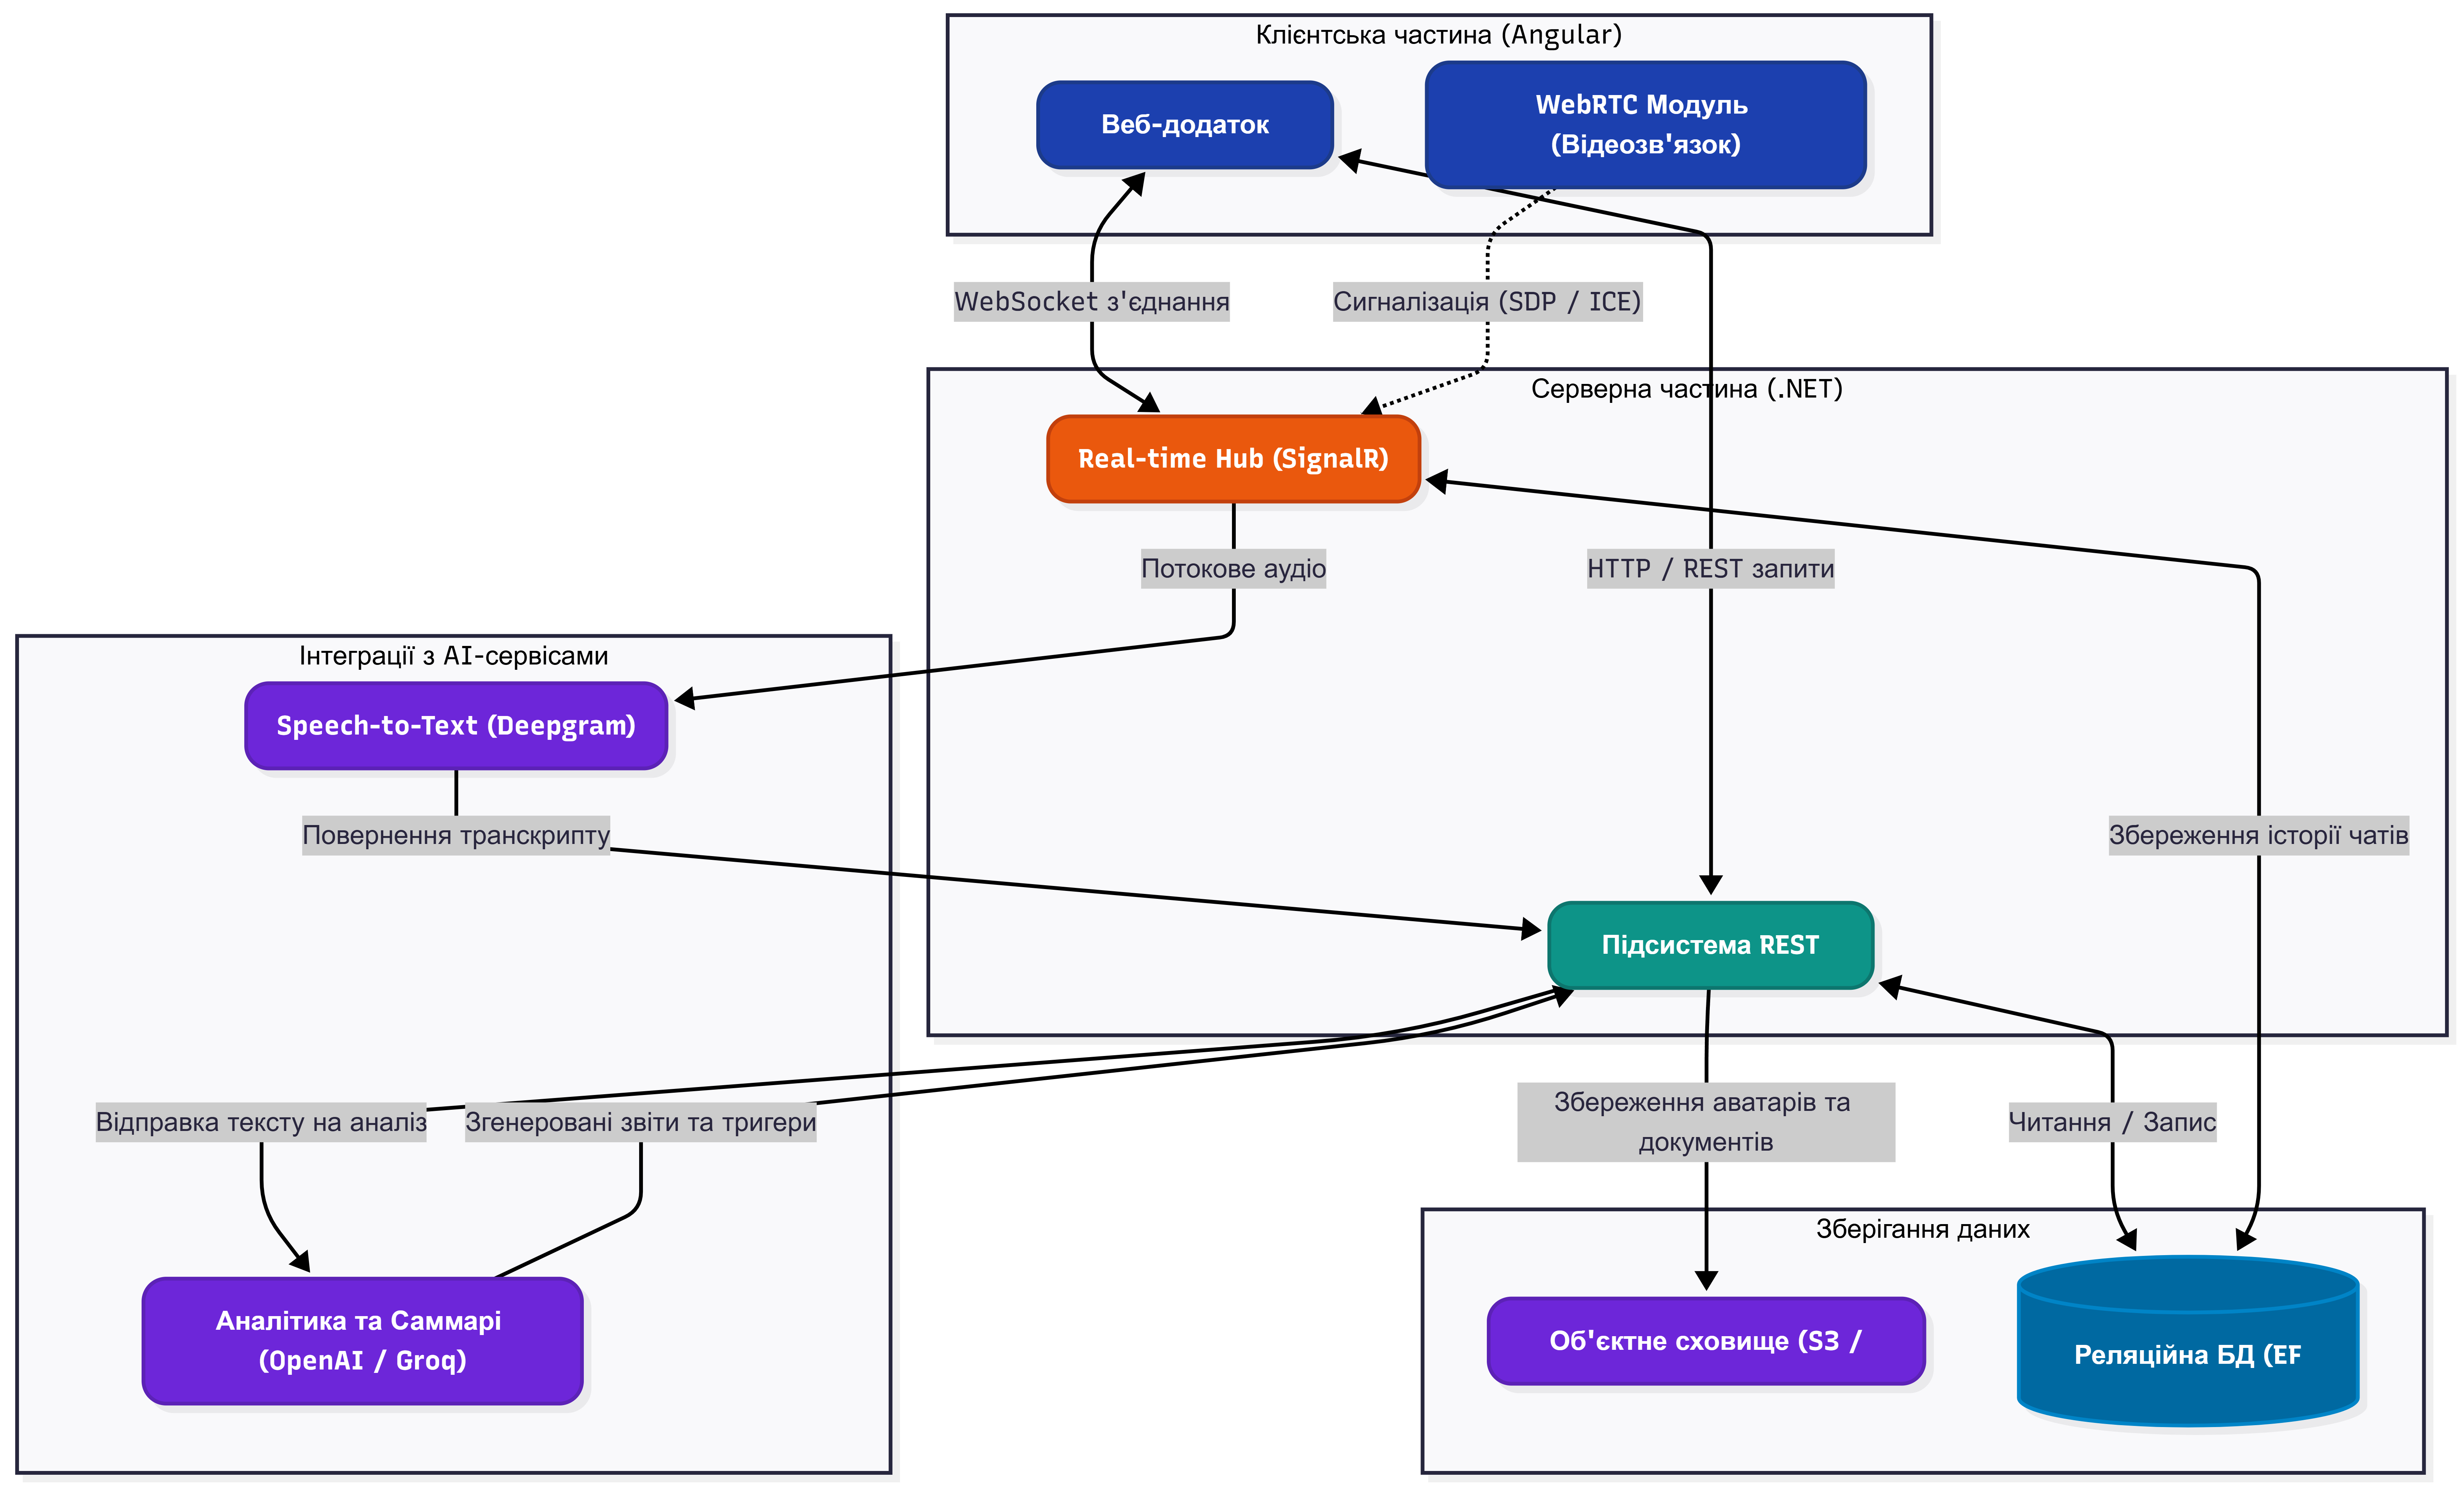 Клієнтська частина (Angular)
Веб-додаток
WebRTC Модуль
(Відеозв'язок)
WebSocket з'єднання
Сигналізація (SDP / ICE)
Серверна частина (.NET)
Real-time Hub (SignalR)
Потокове аудіо
HTTP / REST запити
Інтеграції з AI-сервісами
Speech-to-Text (Deepgram)
Повернення транскрипту
Збереження історії чатів
Підсистема REST
Відправка тексту на аналіз
Згенеровані звіти та тригери
Збереження аватарів та
документів
Читання / Запис
Зберігання даних
Аналітика та Саммарі
(OpenAI / Groq)
Об'єктне сховище (S3 /
Реляційна БД (EF